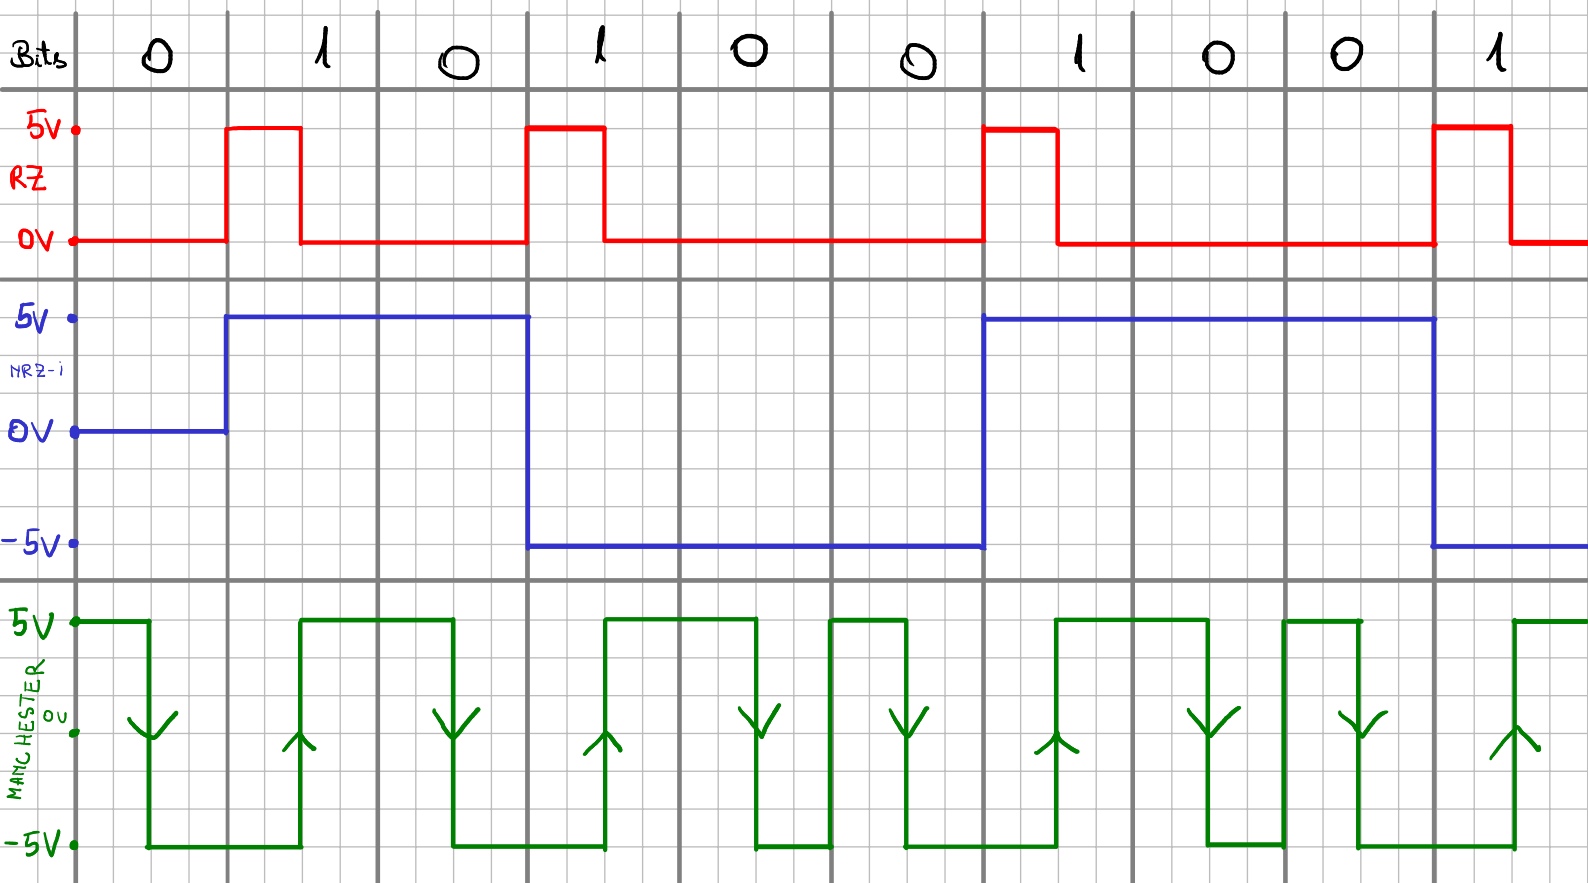 Bits 0 1 0 1 0 0 1 0 0 1
5V
RZ
0V
5V
NRZ-i
0V
-5V
5V
MANCHESTER
0V
-5V